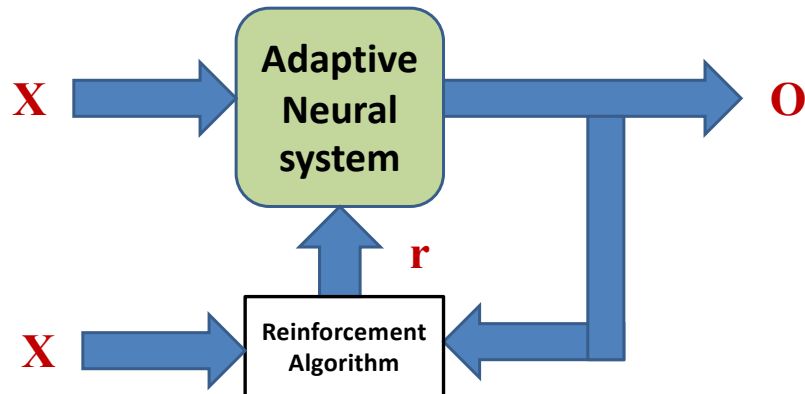 Adaptive
Neural
system
X
O
r
X
Reinforcement
Algorithm